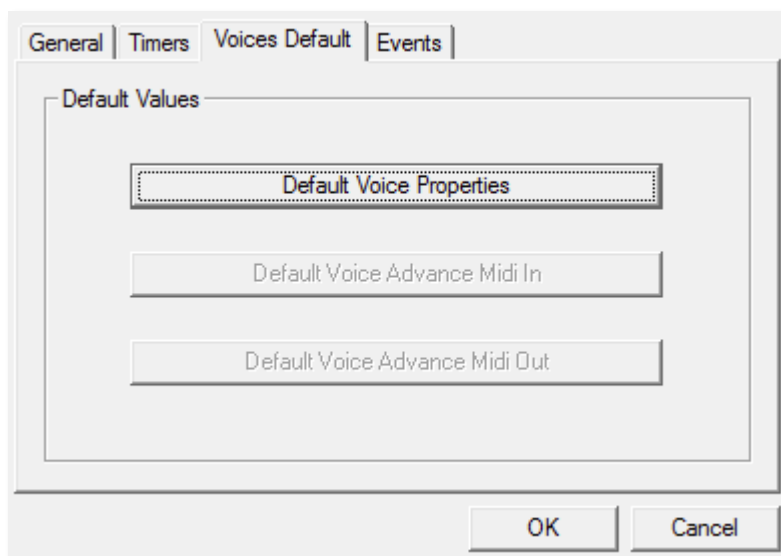 General Timers Voices Default Events
Default Values
Default Voice Properties
Default Voice Advance Midi In
Default Voice Advance Midi Out
OK Cancel